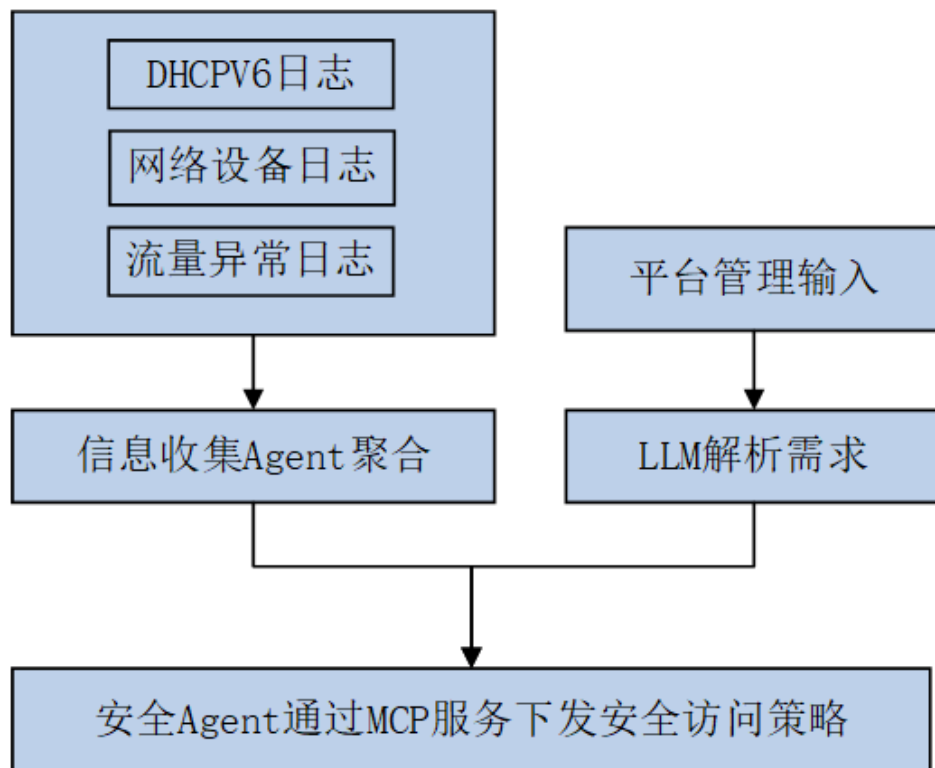 DHCPV6日志
网络设备日志
流量异常日志
平台管理输入
信息收集Agent聚合
LLM解析需求
安全Agent通过MCP服务下发安全访问策略